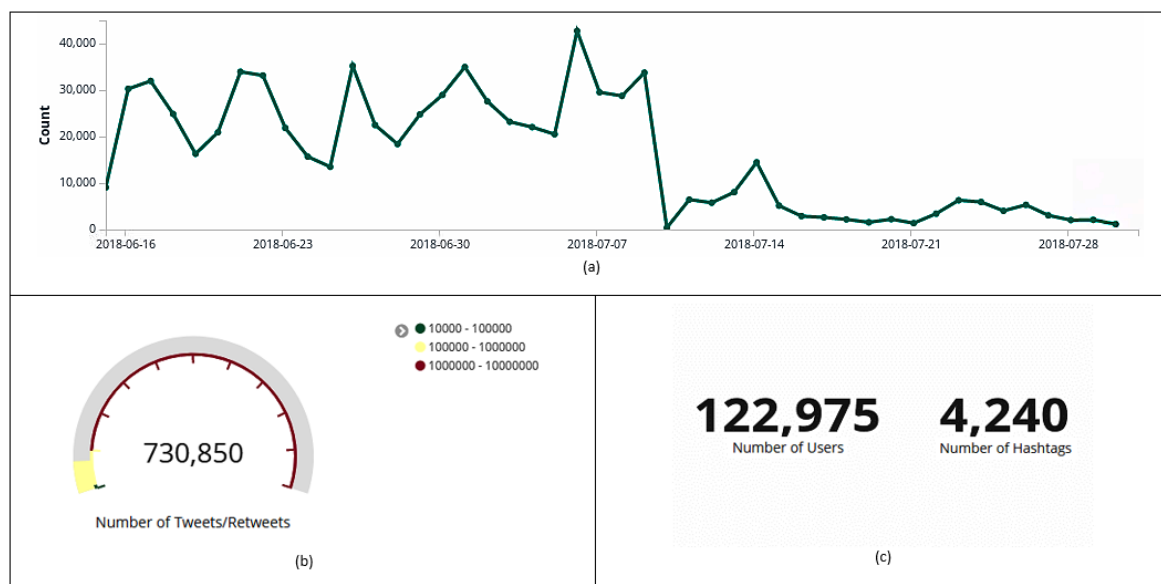 40,000
30,000
20,000
10,000
0
Count
2018-06-16 2018-06-23 2018-06-30 2018-07-07 2018-07-14 2018-07-21 2018-07-28
(a)
10000 - 100000
100000 - 1000000
1000000 - 10000000
730,850
Number of Tweets/Retweets
(b)
122,975 4,240
Number of Users Number of Hashtags
(c)